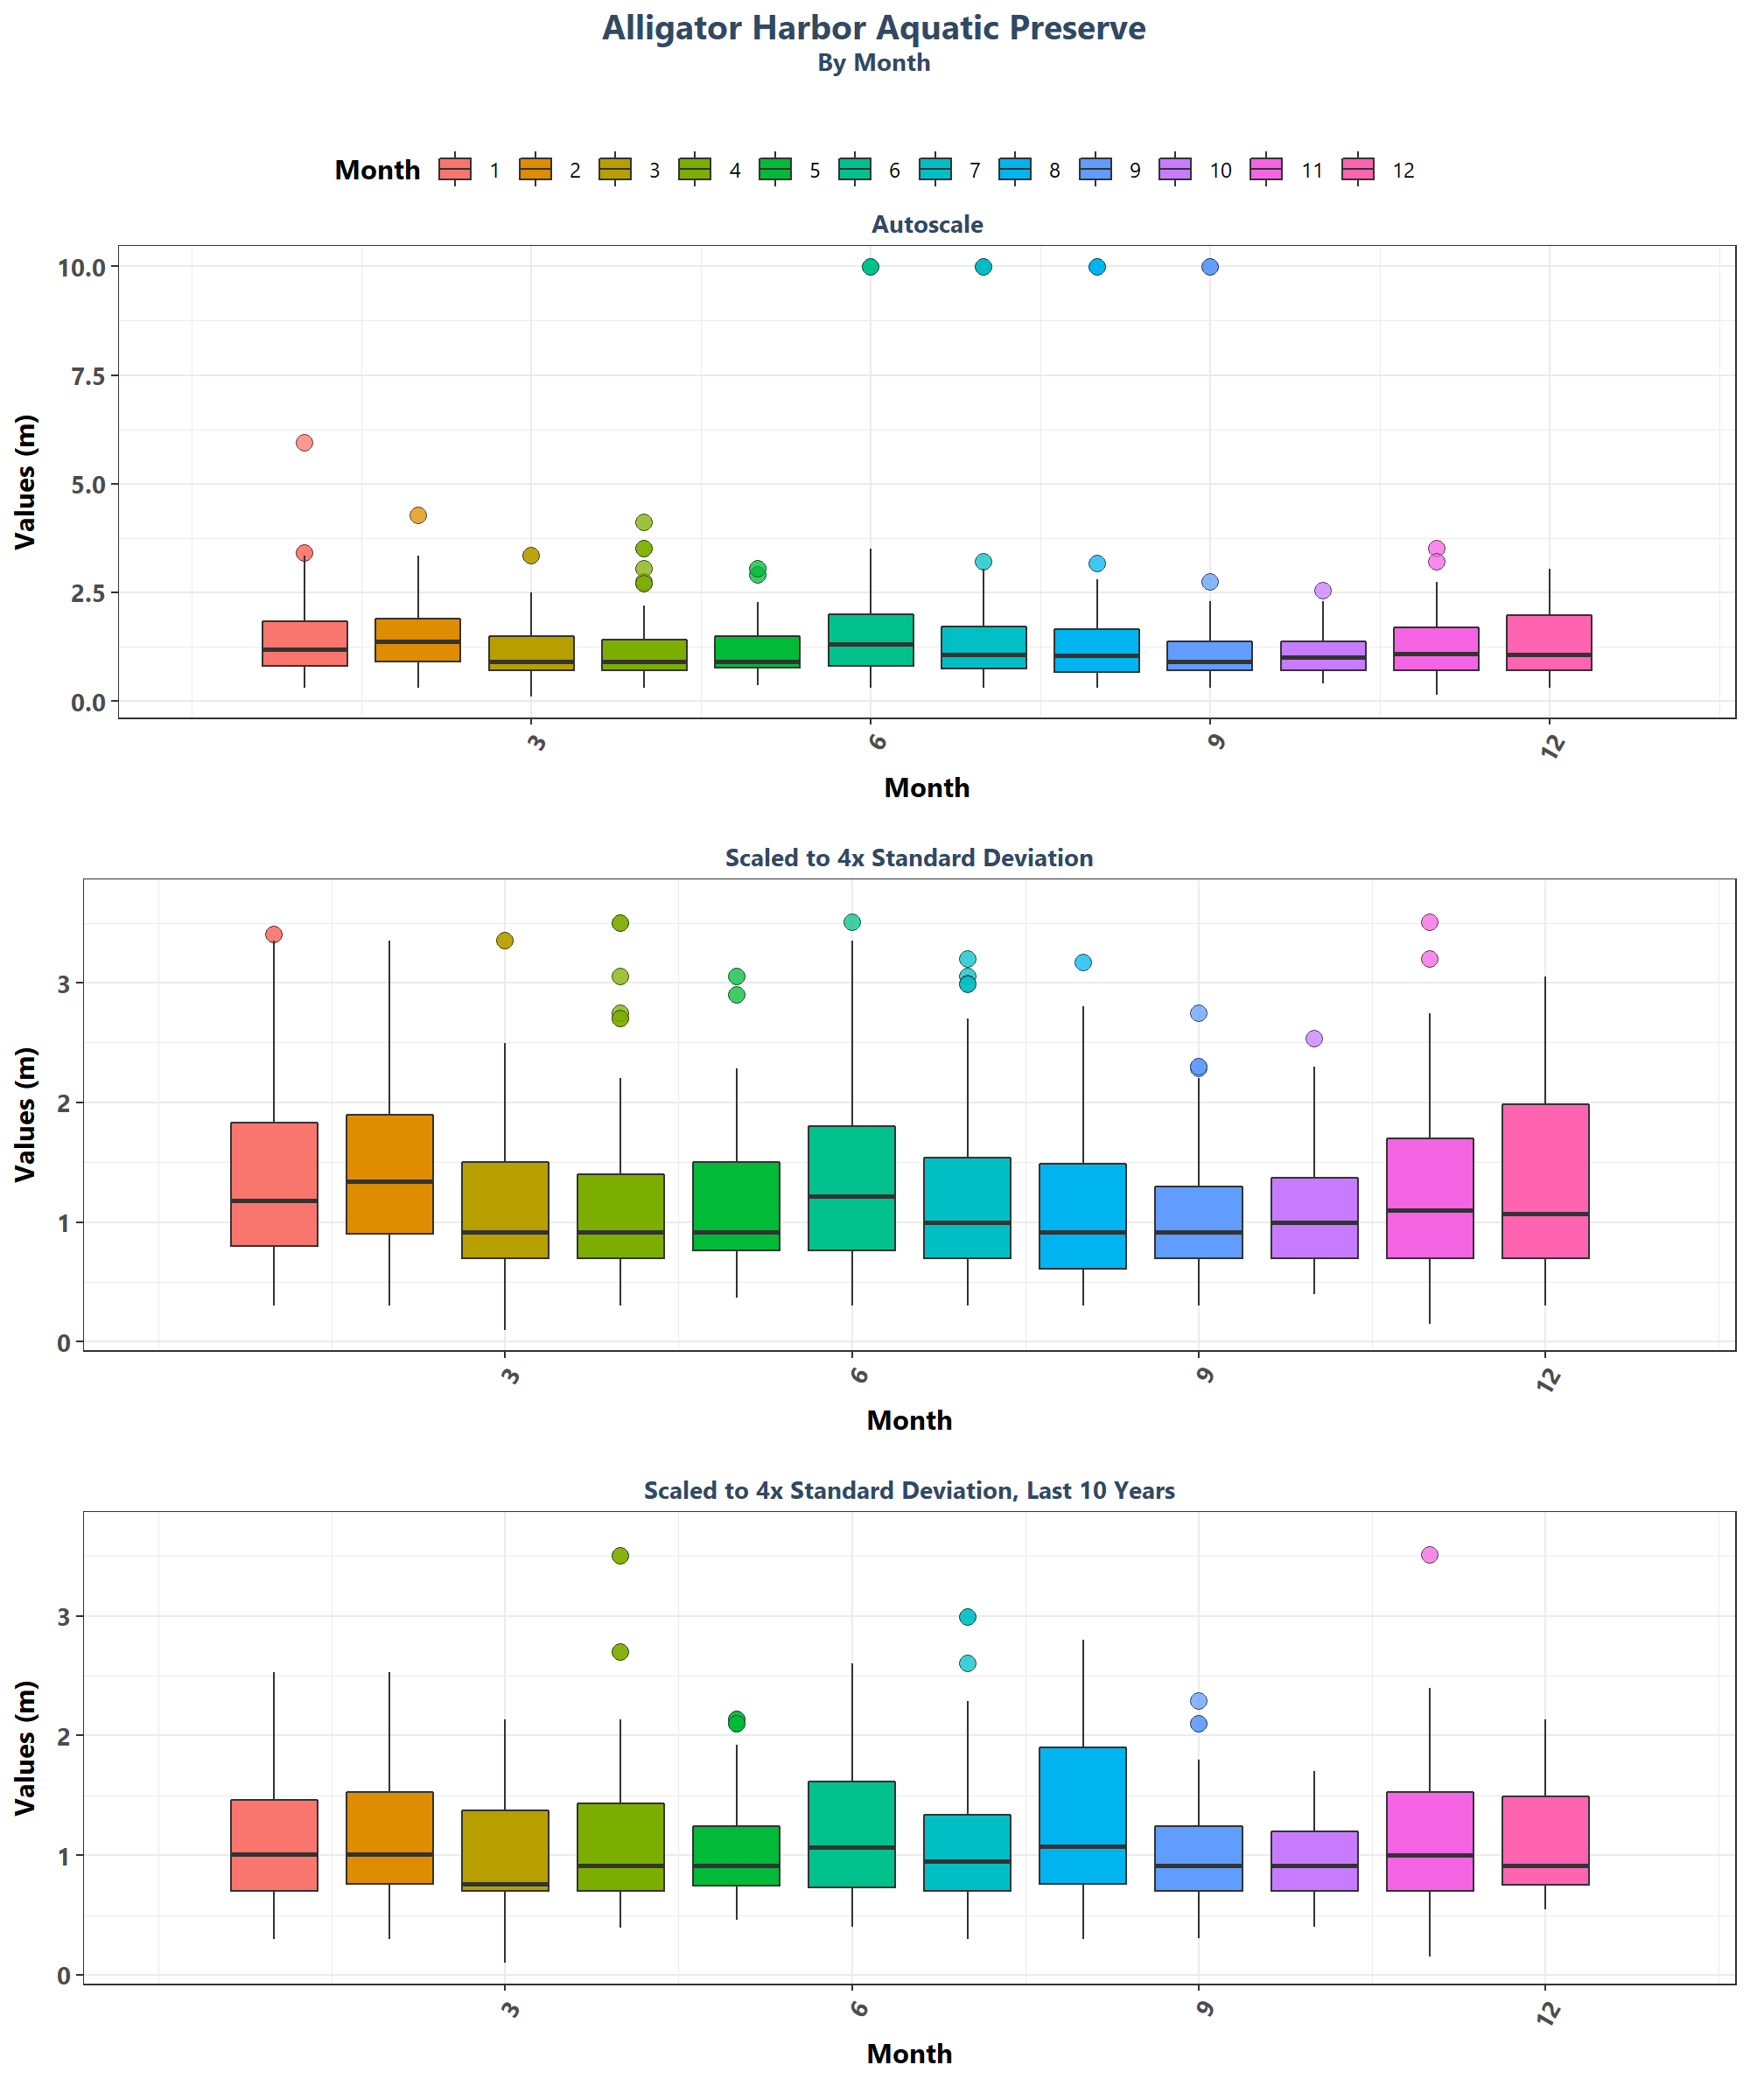 Alligator Harbor Aquatic Preserve
By Month
Month 1 2 3 4 5 6 7 8 9 10 11 12
Autoscale
Values (m)
10.0
7.5
5.0
2.5
0.0
3 6 9 12
Month
Scaled to 4x Standard Deviation
Values (m)
3
2
1
0
3 6 9 12
Month
Scaled to 4x Standard Deviation, Last 10 Years
Values (m)
3
2
1
0
3 6 9 12
Month